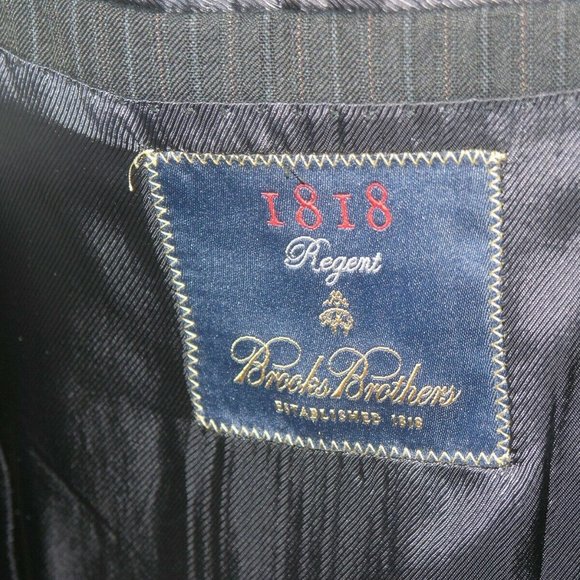 1818
Regent
Brooks Brothers
ESTABLISHED 1818